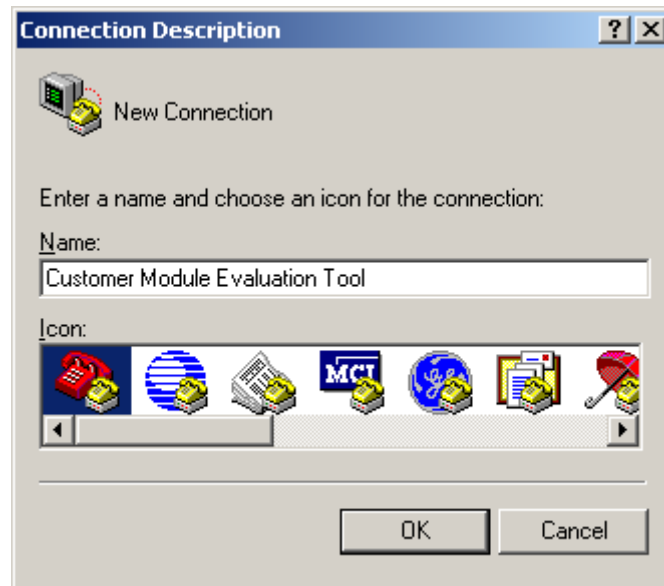 Connection Description
New Connection
Enter a name and choose an icon for the connection:
Name:
Customer Module Evaluation Tool
Icon:
MCI
OK Cancel